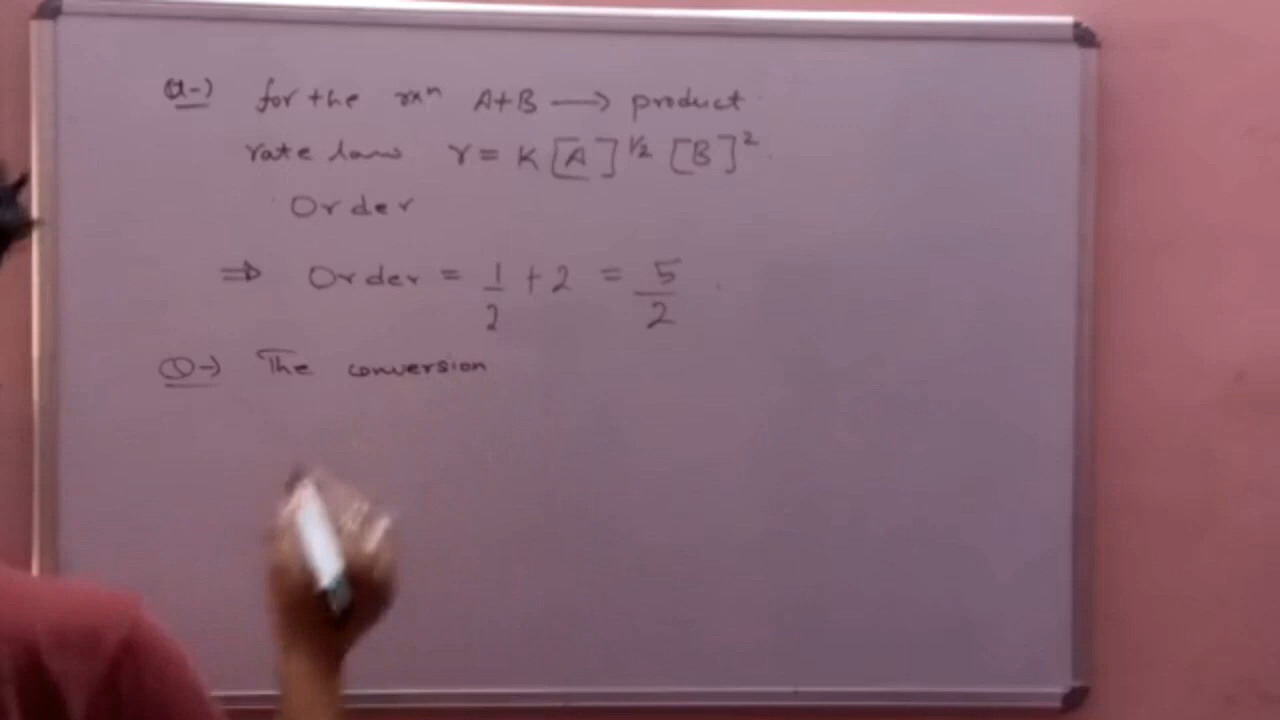 Q-) for the rxⁿ A+B ⟶ product
rate law r = K [A]^1/2 [B]^2
Order
⇒ Order = 1/2 + 2 = 5/2
Q-) The conversion